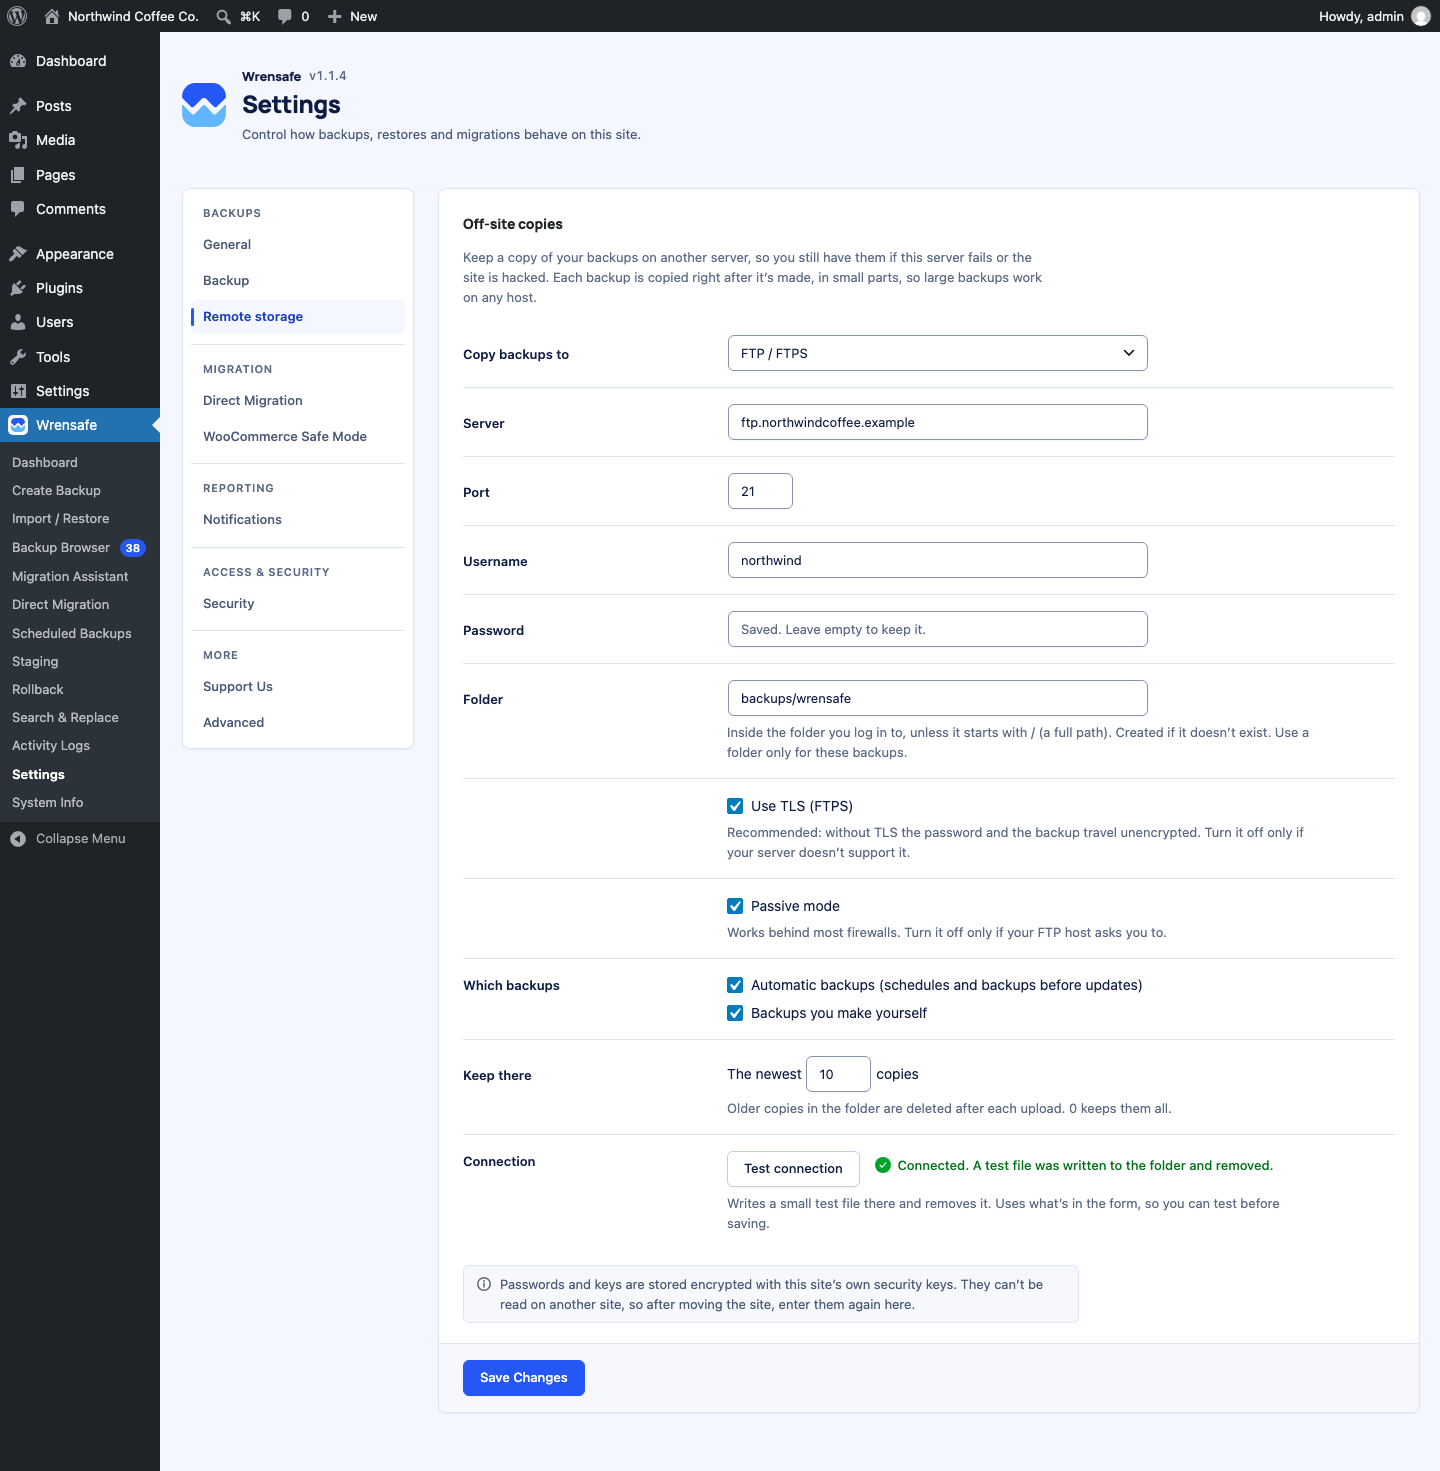 Northwind Coffee Co.
⌘K
0
New
Howdy, admin
Dashboard
Posts
Media
Pages
Comments
Appearance
Plugins
Users
Tools
Settings
Wrensafe
Dashboard
Create Backup
Import / Restore
Backup Browser 38
Migration Assistant
Direct Migration
Scheduled Backups
Staging
Rollback
Search & Replace
Activity Logs
Settings
System Info
Collapse Menu
Wrensafe v1.1.4
Settings
Control how backups, restores and migrations behave on this site.
BACKUPS
General
Backup
Remote storage
MIGRATION
Direct Migration
WooCommerce Safe Mode
REPORTING
Notifications
ACCESS & SECURITY
Security
MORE
Support Us
Advanced
Off-site copies
Keep a copy of your backups on another server, so you still have them if this server fails or the
site is hacked. Each backup is copied right after it’s made, in small parts, so large backups work
on any host.
Copy backups to
FTP / FTPS
Server
ftp.northwindcoffee.example
Port
21
Username
northwind
Password
Saved. Leave empty to keep it.
Folder
backups/wrensafe
Inside the folder you log in to, unless it starts with / (a full path). Created if it doesn’t exist. Use a
folder only for these backups.
Use TLS (FTPS)
Recommended: without TLS the password and the backup travel unencrypted. Turn it off only if
your server doesn’t support it.
Passive mode
Works behind most firewalls. Turn it off only if your FTP host asks you to.
Which backups
Automatic backups (schedules and backups before updates)
Backups you make yourself
Keep there
The newest 10 copies
Older copies in the folder are deleted after each upload. 0 keeps them all.
Connection
Test connection
Connected. A test file was written to the folder and removed.
Writes a small test file there and removes it. Uses what’s in the form, so you can test before
saving.
Passwords and keys are stored encrypted with this site’s own security keys. They can’t be
read on another site, so after moving the site, enter them again here.
Save Changes